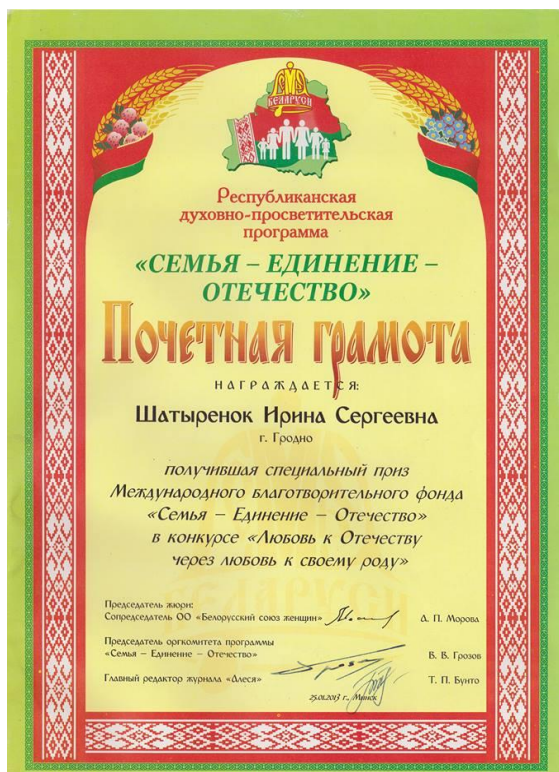 БЕЛАРУСИ
Республиканская
духовно-просветительская
программа
«СЕМЬЯ – ЕДИНЕНИЕ –
ОТЕЧЕСТВО»
Почетная грамота
НАГРАЖДАЕТСЯ:
Шатыренок Ирина Сергеевна
г. Гродно
получившая специальный приз
Международного благотворительного фонда
«Семья – Единение – Отечество»
в конкурсе «Любовь к Отечеству
через любовь к своему роду»
Председатель жюри:
Сопредседатель ОО «Белорусский союз женщин» А. П. Морова
Председатель оргкомитета программы
«Семья – Единение – Отечество» В. В. Грозов
Главный редактор журнала «Алеся» Т. П. Бунто
25.01.2013 г., Минск
БЕЛАРУСИ